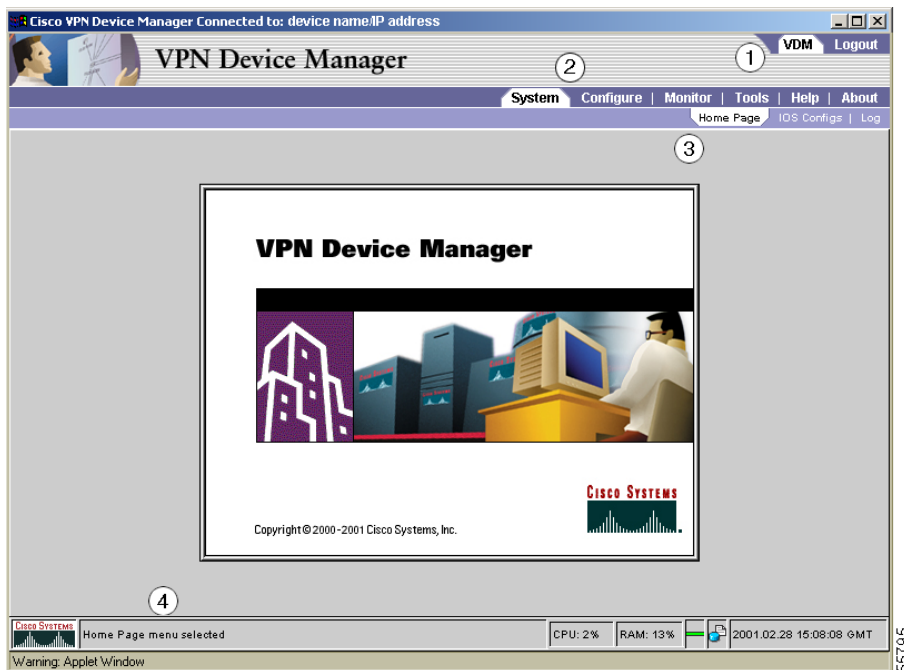 Cisco VPN Device Manager Connected to: device name/IP address
VPN Device Manager
1
VDM
Logout
2
System
Configure | Monitor | Tools | Help | About
Home Page
IOS Configs | Log
3
VPN Device Manager
CISCO SYSTEMS
Copyright©2000-2001 Cisco Systems, Inc.
4
CISCO SYSTEMS
Home Page menu selected
CPU: 2%
RAM: 13%
2001.02.28 15:08:08 GMT
Warning: Applet Window
55795